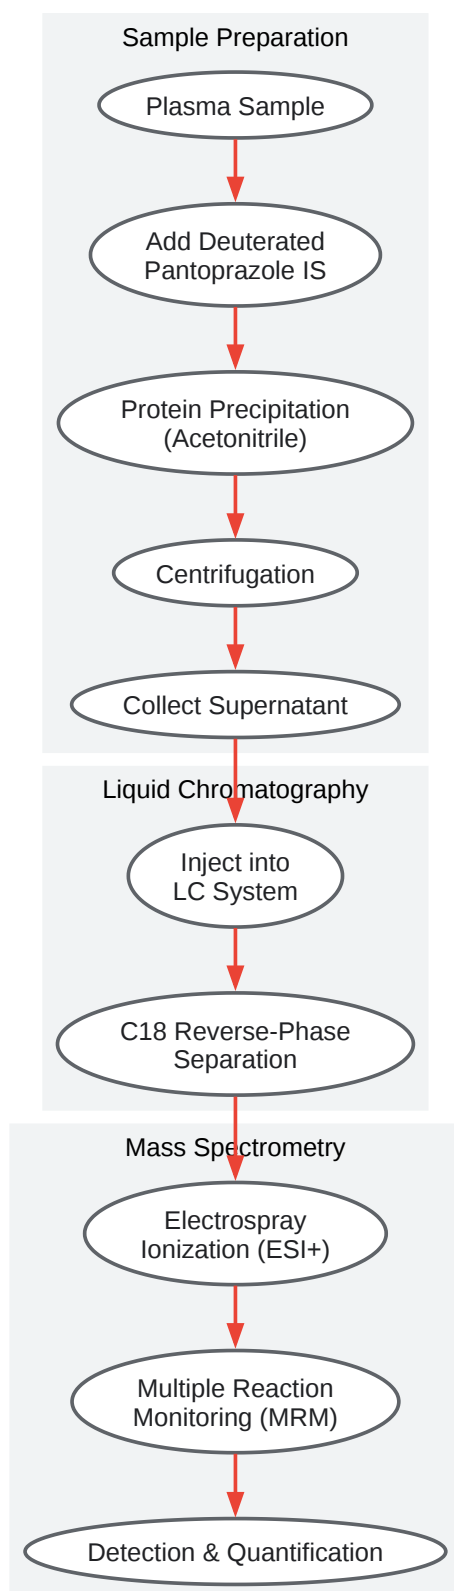 Sample Preparation
Plasma Sample
Add Deuterated
Pantoprazole IS
Protein Precipitation
(Acetonitrile)
Centrifugation
Collect Supernatant
Liquid Chromatography
Inject into
LC System
C18 Reverse-Phase
Separation
Mass Spectrometry
Electrospray
Ionization (ESI+)
Multiple Reaction
Monitoring (MRM)
Detection & Quantification